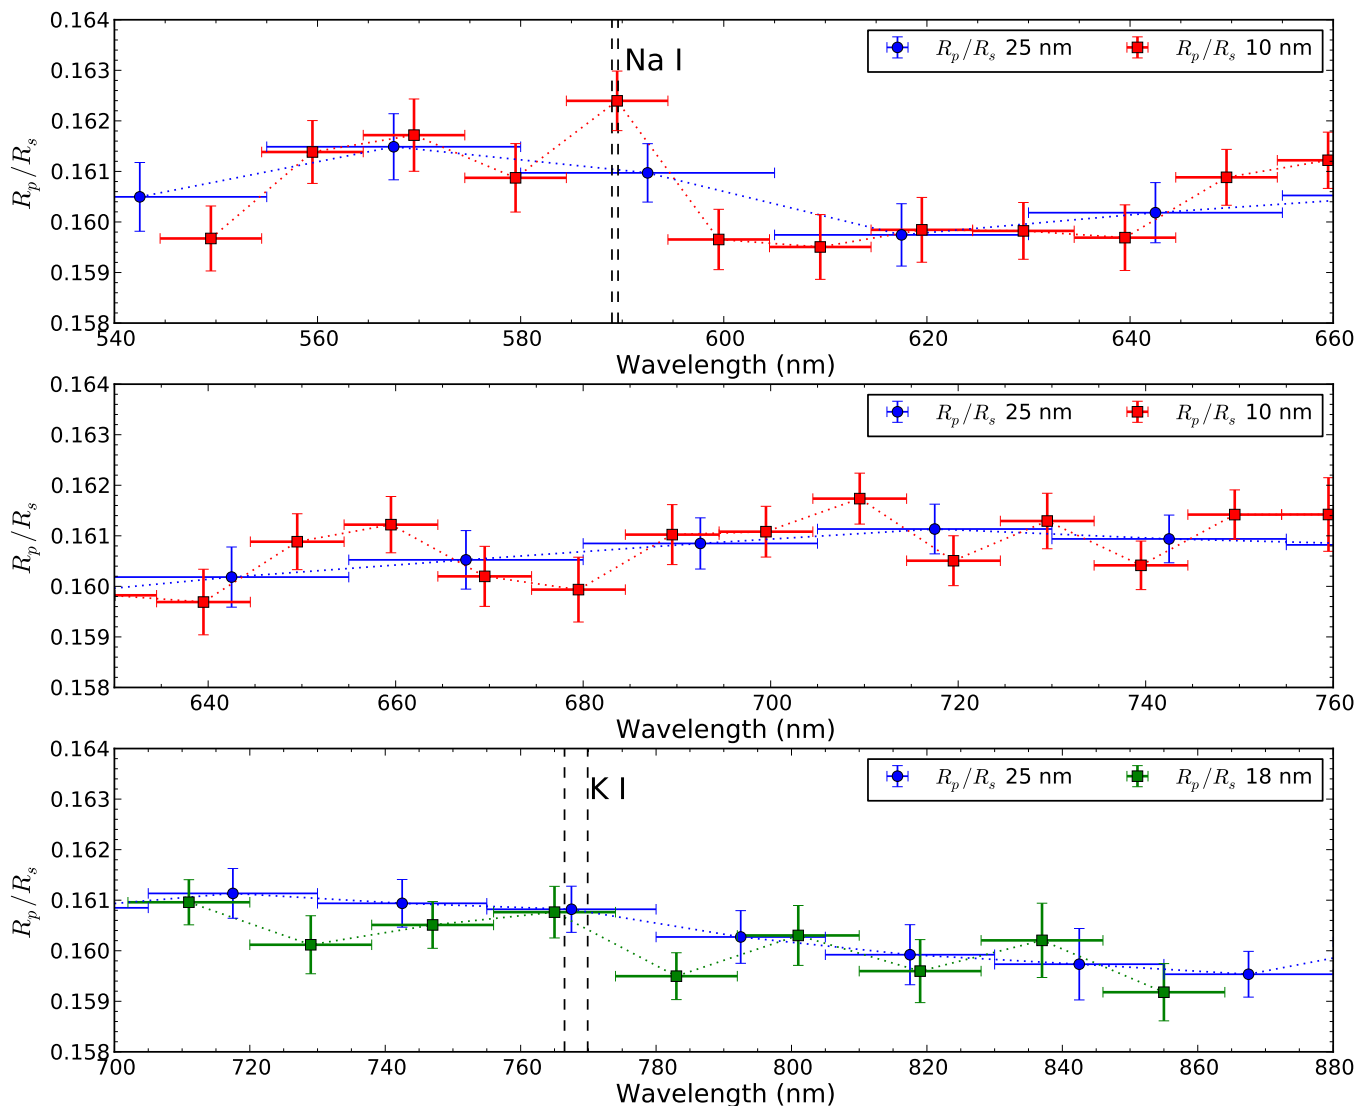 0.164
0.163
0.162
0.161
0.160
0.159
0.158
R_p/R_s
Na I
R_p/R_s 25 nm R_p/R_s 10 nm
540 560 580 600 620 640 660
Wavelength (nm)
0.164
0.163
0.162
0.161
0.160
0.159
0.158
R_p/R_s
R_p/R_s 25 nm R_p/R_s 10 nm
640 660 680 700 720 740 760
Wavelength (nm)
0.164
0.163
0.162
0.161
0.160
0.159
0.158
R_p/R_s
K I
R_p/R_s 25 nm R_p/R_s 18 nm
700 720 740 760 780 800 820 840 860 880
Wavelength (nm)